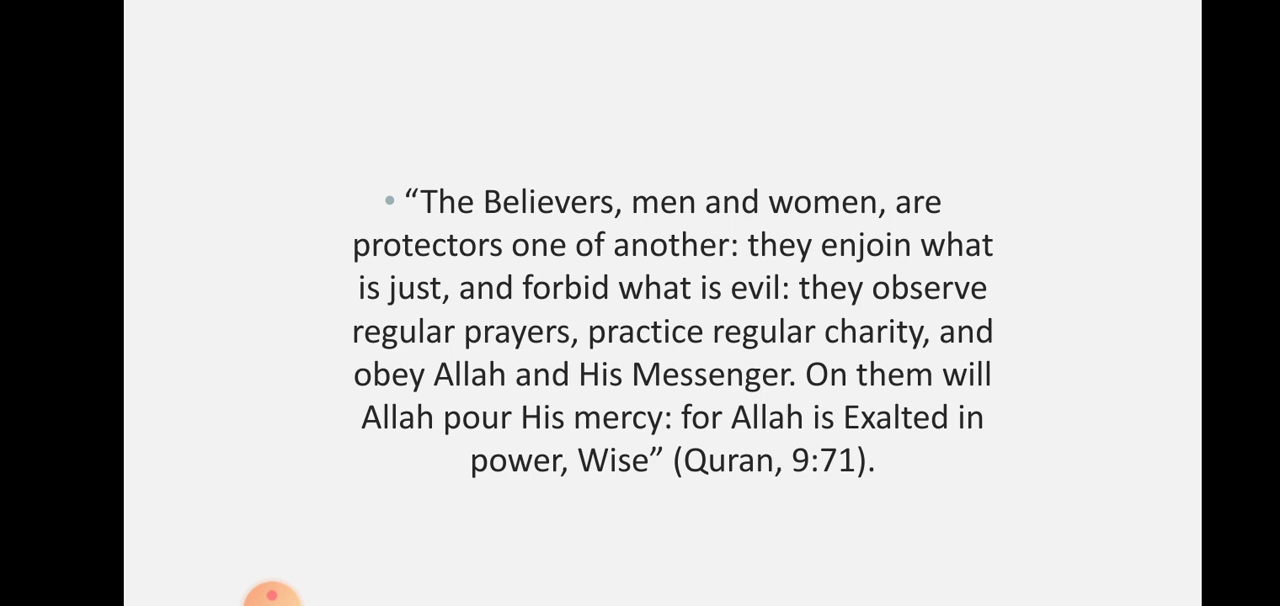 • “The Believers, men and women, are
protectors one of another: they enjoin what
is just, and forbid what is evil: they observe
regular prayers, practice regular charity, and
obey Allah and His Messenger. On them will
Allah pour His mercy: for Allah is Exalted in
power, Wise” (Quran, 9:71).